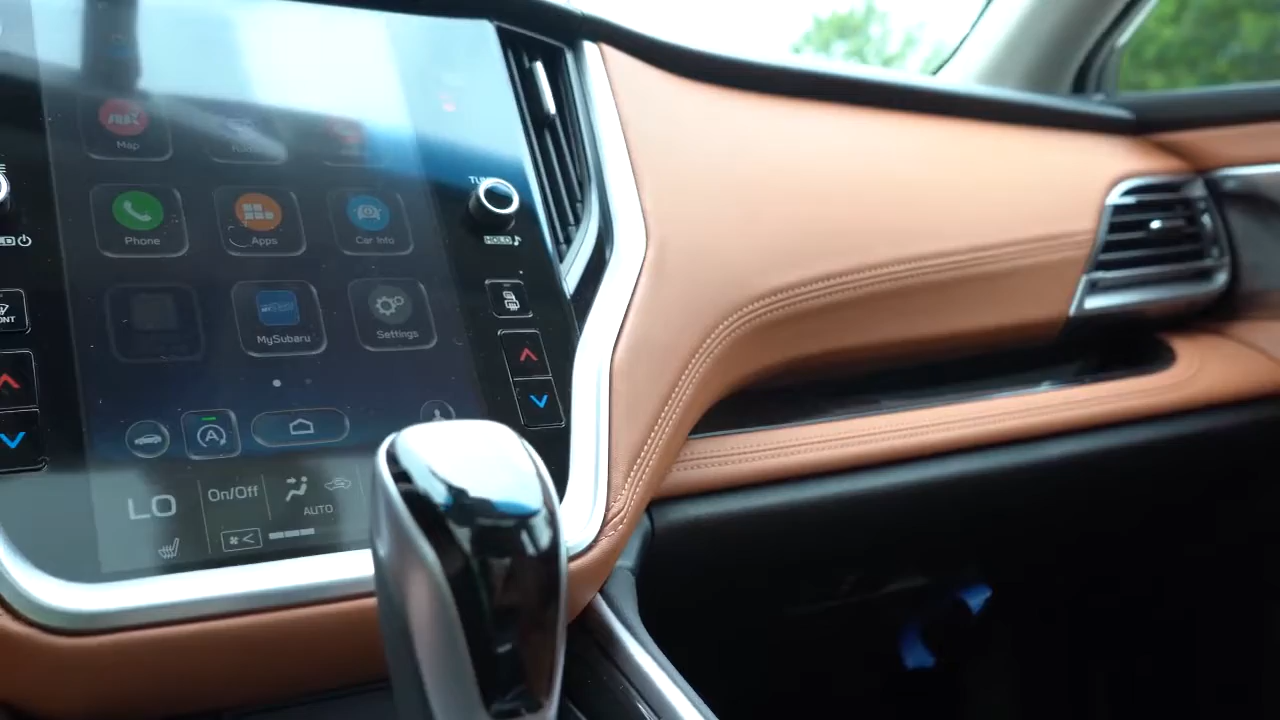 Map
TUNE
Phone
Apps
Car Info
HOLD
MySubaru
Settings
A
LO
On/Off
AUTO